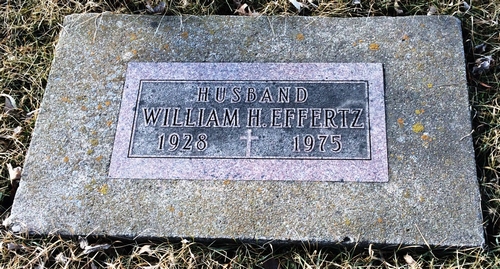 HUSBAND
WILLIAM H. EFFERTZ
1928 1975